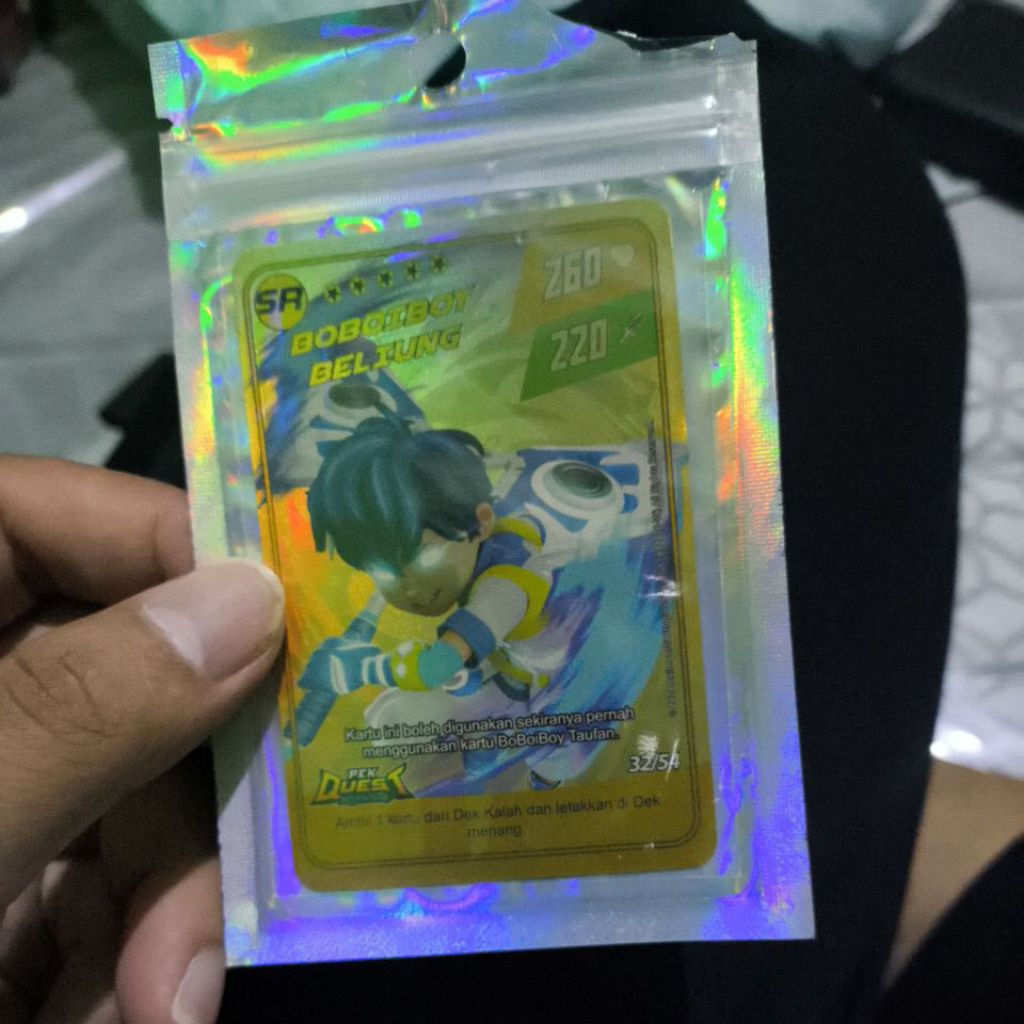 SR
260
BOBOIBOY
BELIUNG
220
Kartu ini boleh digunakan sekiranya pernah
menggunakan kartu BoBoiBoy Taufan.
32/54
PEK
QUEST
Ambil 1 kartu dari Dek Kalah dan letakkan di Dek
menang